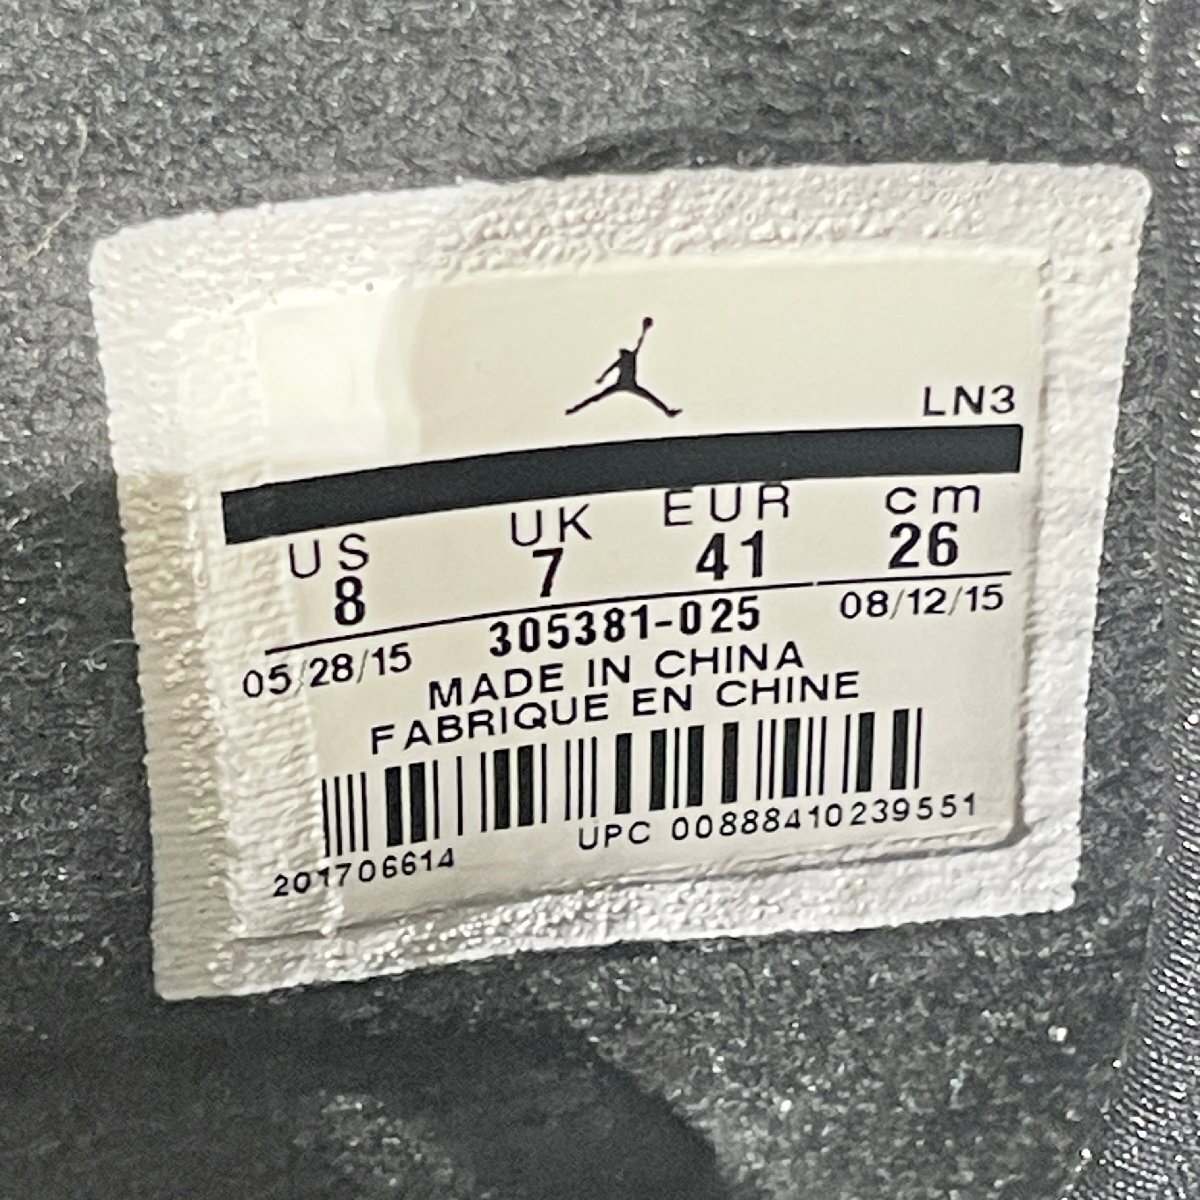 LN3
US UK EUR cm
8 7 41 26
05/28/15 305381-025 08/12/15
MADE IN CHINA
FABRIQUE EN CHINE
201706614 UPC 00888410239551